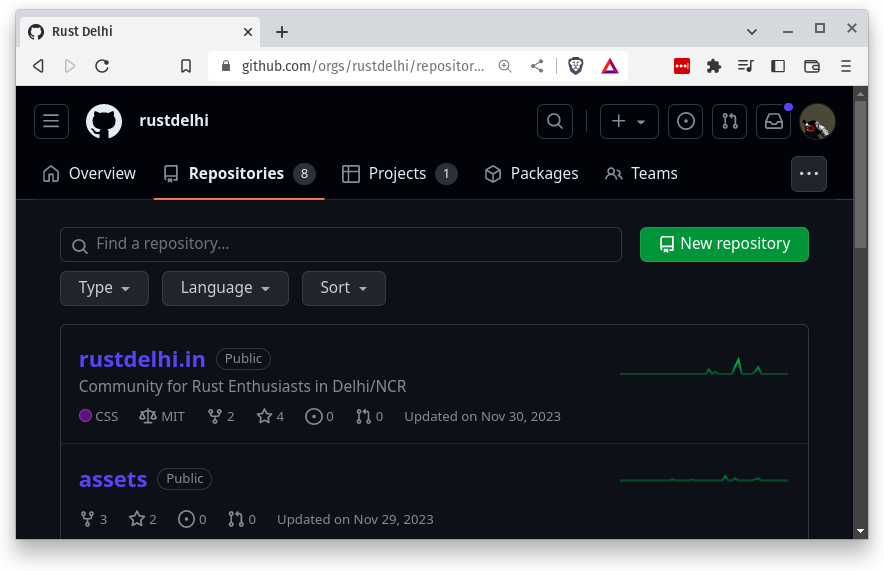 Rust Delhi
github.com/orgs/rustdelhi/repositor...
rustdelhi
Overview Repositories 8 Projects 1 Packages Teams
Find a repository...
New repository
Type Language Sort
rustdelhi.in Public
Community for Rust Enthusiasts in Delhi/NCR
CSS MIT 2 4 0 0 Updated on Nov 30, 2023
assets Public
3 2 0 0 Updated on Nov 29, 2023